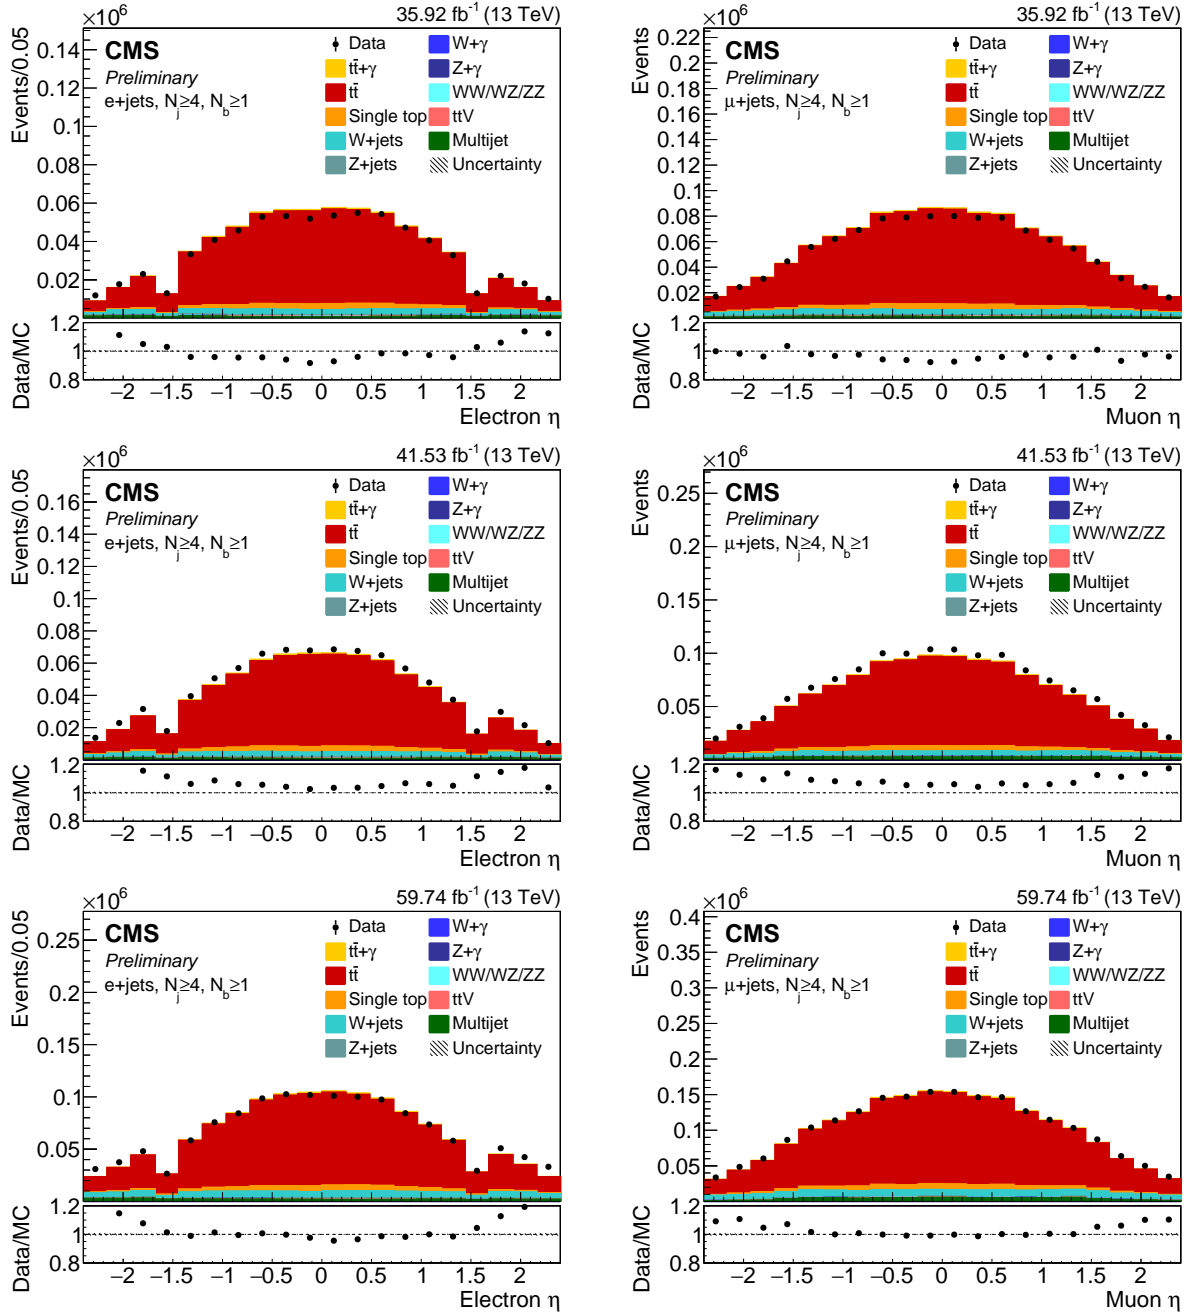 ×10⁶ 35.92 fb⁻¹ (13 TeV)
Events/0.05
0.14
0.12
0.1
0.08
0.06
0.04
0.02
CMS
Preliminary
e+jets, N_j≥4, N_b≥1
Data
tt̄+γ
tt̄
Single top
W+jets
Z+jets
W+γ
Z+γ
WW/WZ/ZZ
ttV
Multijet
Uncertainty
Data/MC
1.2
1
0.8
−2 −1.5 −1 −0.5 0 0.5 1 1.5 2
Electron η
×10⁶ 35.92 fb⁻¹ (13 TeV)
Events
0.22
0.2
0.18
0.16
0.14
0.12
0.1
0.08
0.06
0.04
0.02
CMS
Preliminary
μ+jets, N_j≥4, N_b≥1
Data
tt̄+γ
tt̄
Single top
W+jets
Z+jets
W+γ
Z+γ
WW/WZ/ZZ
ttV
Multijet
Uncertainty
Data/MC
1.2
1
0.8
−2 −1.5 −1 −0.5 0 0.5 1 1.5 2
Muon η
×10⁶ 41.53 fb⁻¹ (13 TeV)
Events/0.05
0.16
0.14
0.12
0.1
0.08
0.06
0.04
0.02
CMS
Preliminary
e+jets, N_j≥4, N_b≥1
Data
tt̄+γ
tt̄
Single top
W+jets
Z+jets
W+γ
Z+γ
WW/WZ/ZZ
ttV
Multijet
Uncertainty
Data/MC
1.2
1
0.8
−2 −1.5 −1 −0.5 0 0.5 1 1.5 2
Electron η
×10⁶ 41.53 fb⁻¹ (13 TeV)
Events
0.25
0.2
0.15
0.1
0.05
CMS
Preliminary
μ+jets, N_j≥4, N_b≥1
Data
tt̄+γ
tt̄
Single top
W+jets
Z+jets
W+γ
Z+γ
WW/WZ/ZZ
ttV
Multijet
Uncertainty
Data/MC
1.2
1
0.8
−2 −1.5 −1 −0.5 0 0.5 1 1.5 2
Muon η
×10⁶ 59.74 fb⁻¹ (13 TeV)
Events/0.05
0.25
0.2
0.15
0.1
0.05
CMS
Preliminary
e+jets, N_j≥4, N_b≥1
Data
tt̄+γ
tt̄
Single top
W+jets
Z+jets
W+γ
Z+γ
WW/WZ/ZZ
ttV
Multijet
Uncertainty
Data/MC
1.2
1
0.8
−2 −1.5 −1 −0.5 0 0.5 1 1.5 2
Electron η
×10⁶ 59.74 fb⁻¹ (13 TeV)
Events
0.4
0.35
0.3
0.25
0.2
0.15
0.1
0.05
CMS
Preliminary
μ+jets, N_j≥4, N_b≥1
Data
tt̄+γ
tt̄
Single top
W+jets
Z+jets
W+γ
Z+γ
WW/WZ/ZZ
ttV
Multijet
Uncertainty
Data/MC
1.2
1
0.8
−2 −1.5 −1 −0.5 0 0.5 1 1.5 2
Muon η